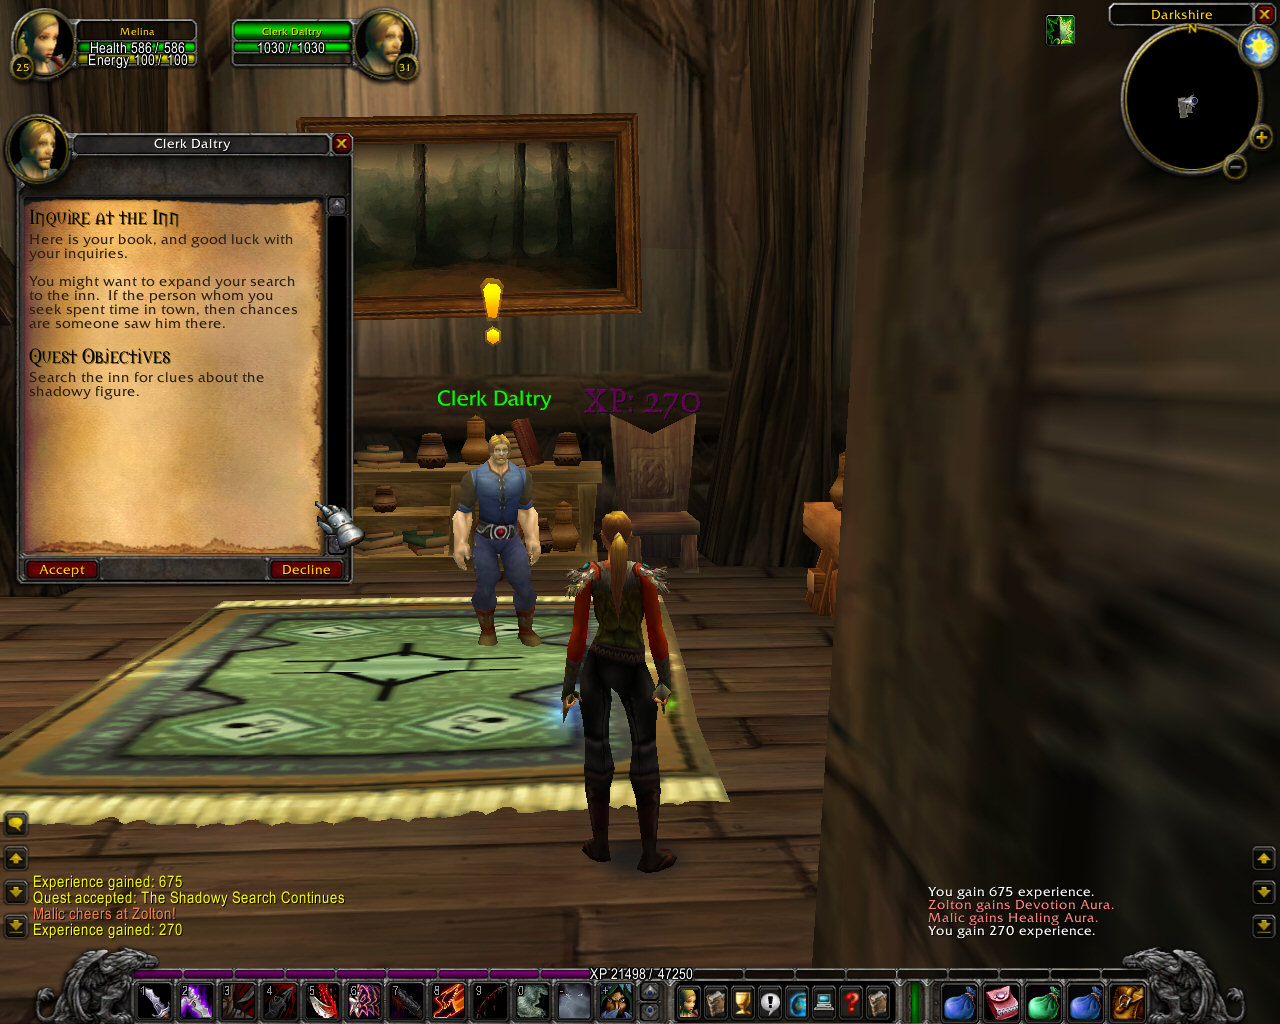 Melina
Health 586 / 586
Energy 100 / 100
25
Clerk Daltry
1030 / 1030
31
Darkshire
N
Clerk Daltry
Inquire at the Inn
Here is your book, and good luck with
your inquiries.
You might want to expand your search
to the inn.  If the person whom you
seek spent time in town, then chances
are someone saw him there.
Quest Objectives
Search the inn for clues about the
shadowy figure.
Accept
Decline
Clerk Daltry
XP: 270
Experience gained: 675
Quest accepted: The Shadowy Search Continues
Malic cheers at Zolton!
Experience gained: 270
You gain 675 experience.
Zolton gains Devotion Aura.
Malic gains Healing Aura.
You gain 270 experience.
XP 21498 / 47250
1 2 3 4 5 6 7 8 9 0 - +